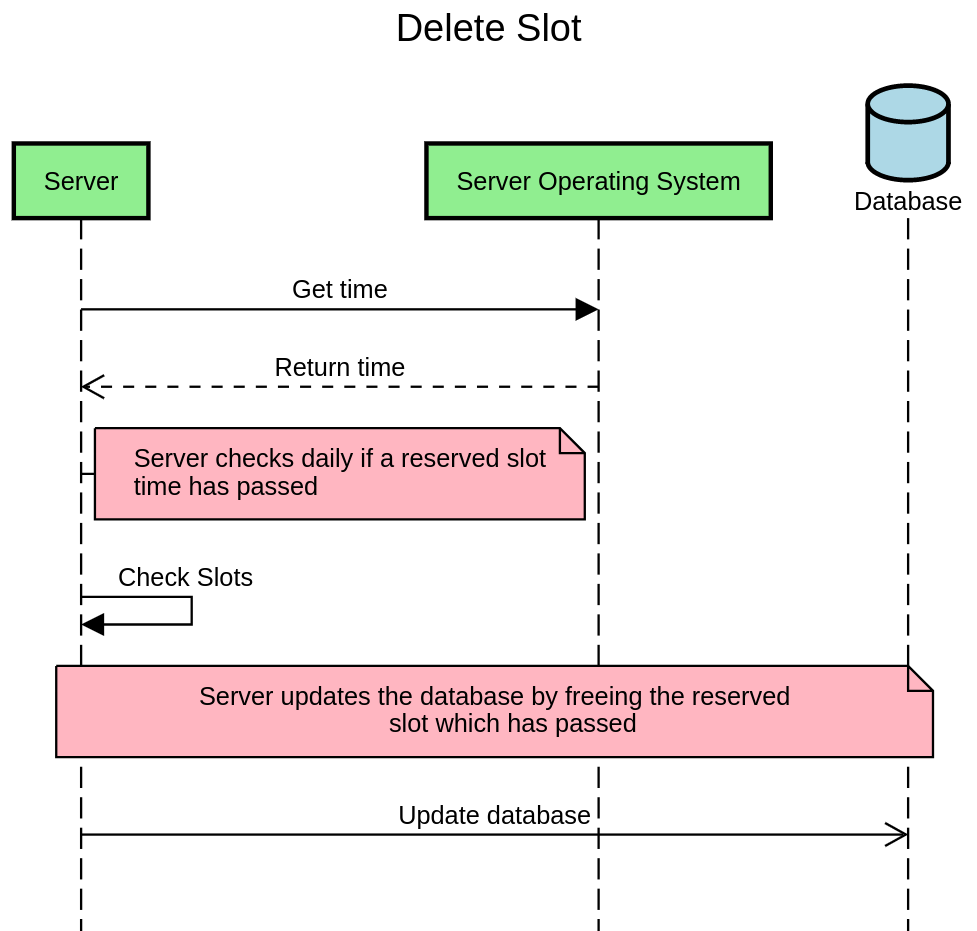 Delete Slot
Server
Server Operating System
Database
Get time
Return time
Server checks daily if a reserved slot
time has passed
Check Slots
Server updates the database by freeing the reserved
slot which has passed
Update database